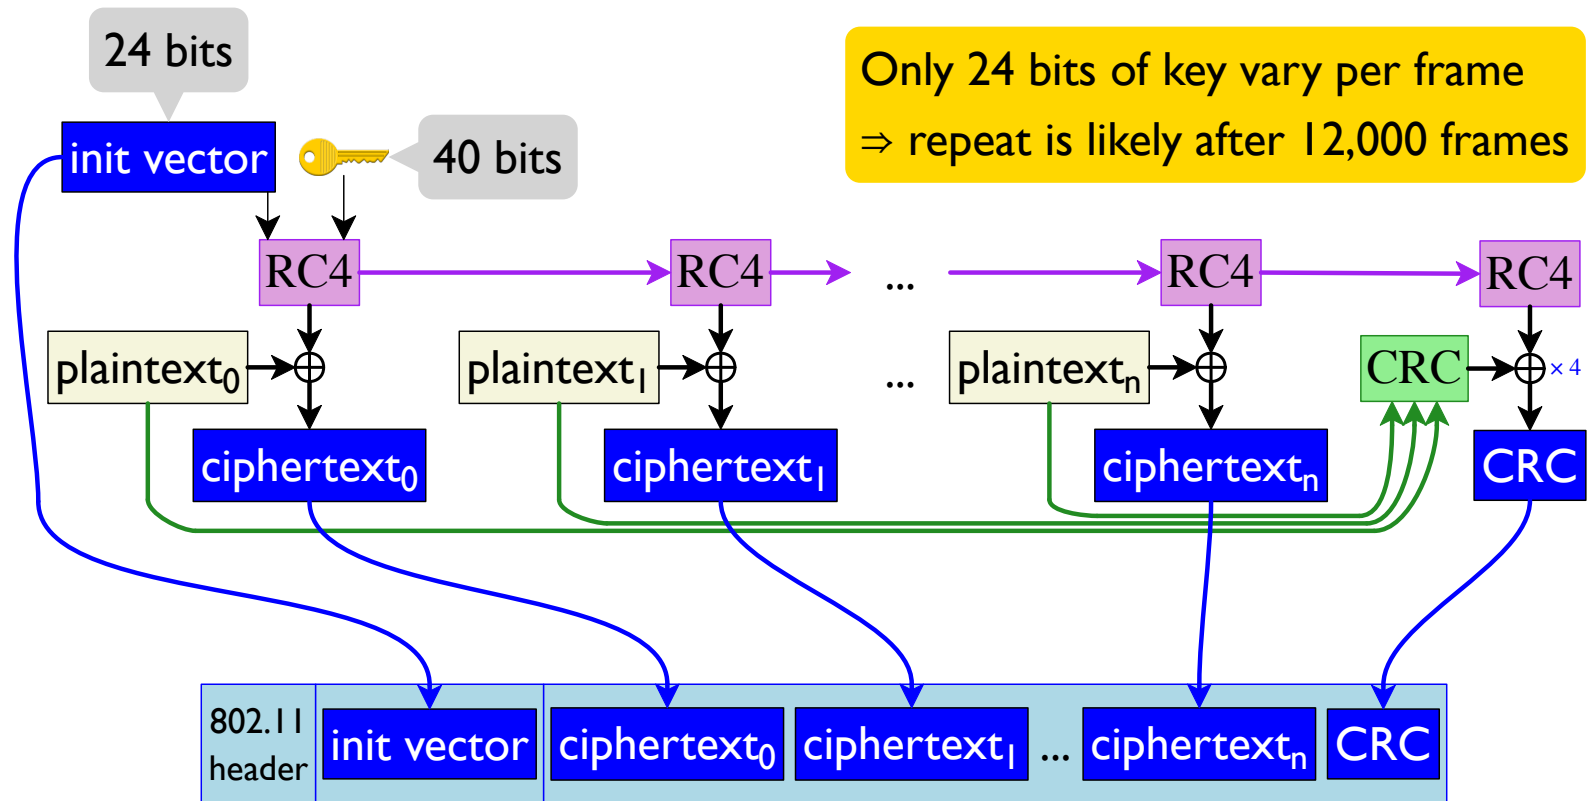 24 bits
Only 24 bits of key vary per frame
⇒ repeat is likely after 12,000 frames
init vector
40 bits
RC4 RC4 ... RC4 RC4
plaintext₀ plaintext₁ ... plaintextₙ CRC × 4
ciphertext₀ ciphertext₁ ciphertextₙ CRC
802.11
header
init vector ciphertext₀ ciphertext₁ ... ciphertextₙ CRC